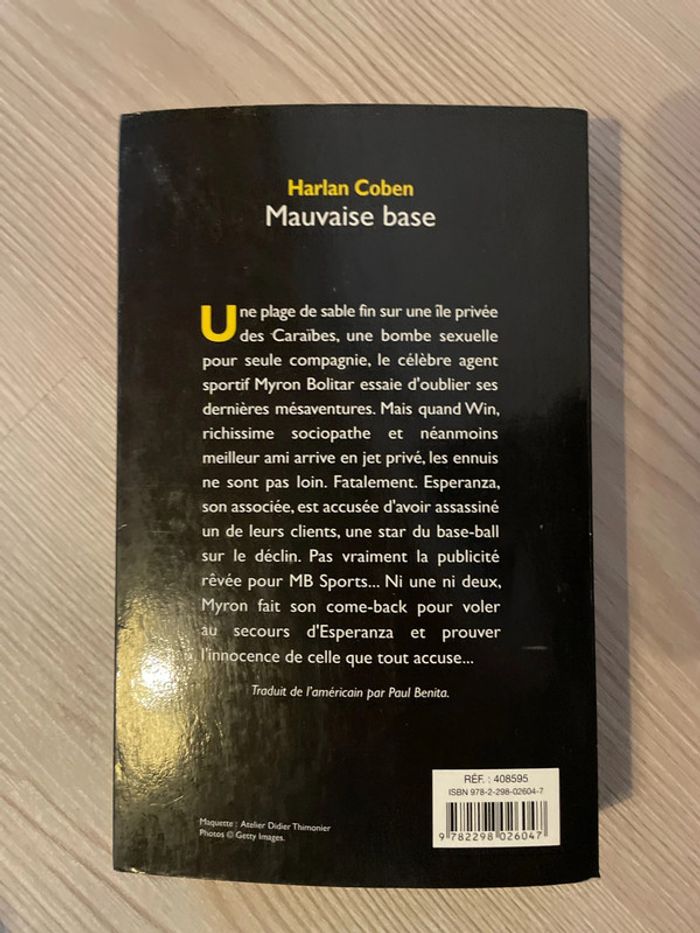 Harlan Coben
Mauvaise base
Une plage de sable fin sur une île privée
des Caraïbes, une bombe sexuelle
pour seule compagnie, le célèbre agent
sportif Myron Bolitar essaie d'oublier ses
dernières mésaventures. Mais quand Win,
richissime sociopathe et néanmoins
meilleur ami arrive en jet privé, les ennuis
ne sont pas loin. Fatalement. Esperanza,
son associée, est accusée d'avoir assassiné
un de leurs clients, une star du base-ball
sur le déclin. Pas vraiment la publicité
rêvée pour MB Sports... Ni une ni deux,
Myron fait son come-back pour voler
au secours d'Esperanza et prouver
l'innocence de celle que tout accuse...
Traduit de l'américain par Paul Benita.
RÉF. : 408595
ISBN 978-2-298-02604-7
9 782298 026047
Maquette : Atelier Didier Thimonier
Photos © Getty Images.